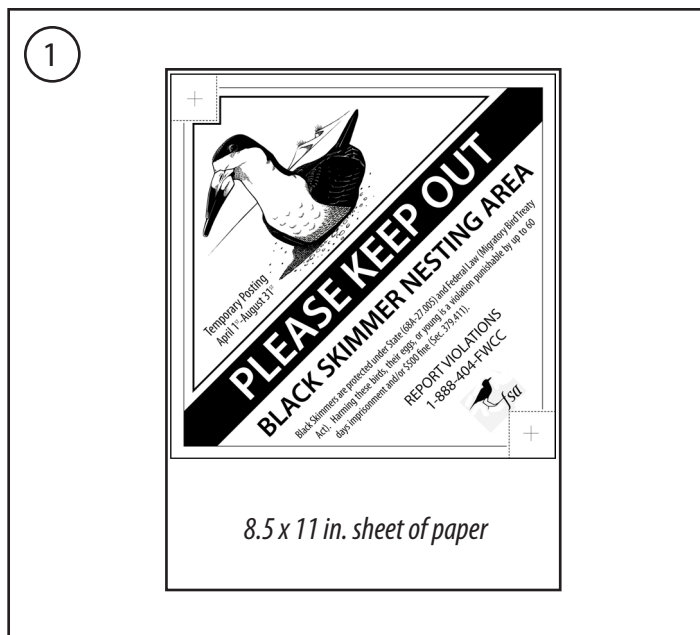 1
Temporary Posting
April 1st-August 31st
PLEASE KEEP OUT
BLACK SKIMMER NESTING AREA
Black Skimmers are protected under State (68A-27.005) and Federal Law (Migratory Bird Treaty
Act). Harming these birds, their eggs, or young is a violation punishable by up to 60
days imprisonment and/or $500 fine (Sec. 379.411).
REPORT VIOLATIONS
1-888-404-FWCC
fsa
8.5 x 11 in. sheet of paper